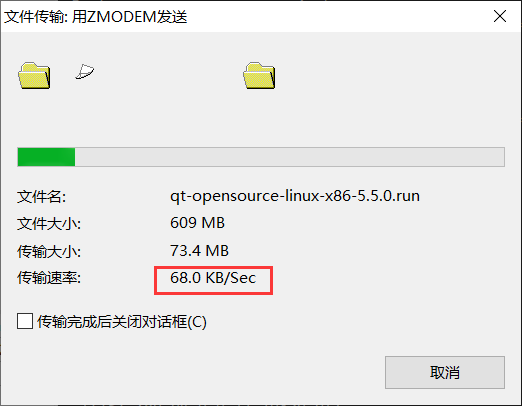 文件传输: 用ZMODEM发送
文件名: qt-opensource-linux-x86-5.5.0.run
文件大小: 609 MB
传输大小: 73.4 MB
传输速率: 68.0 KB/Sec
传输完成后关闭对话框(C)
取消